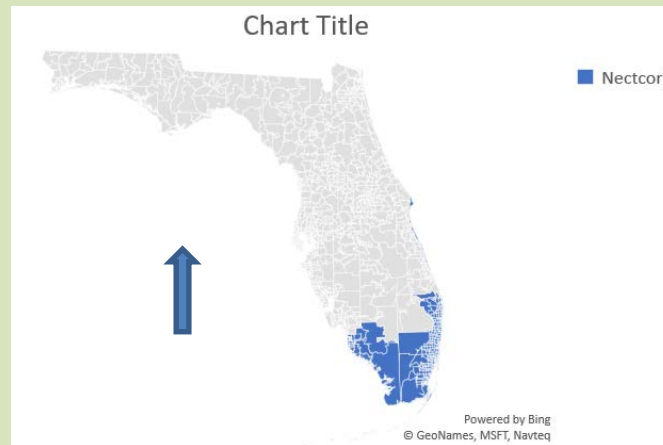 Chart Title
Nectcor
Powered by Bing
© GeoNames, MSFT, Navteq